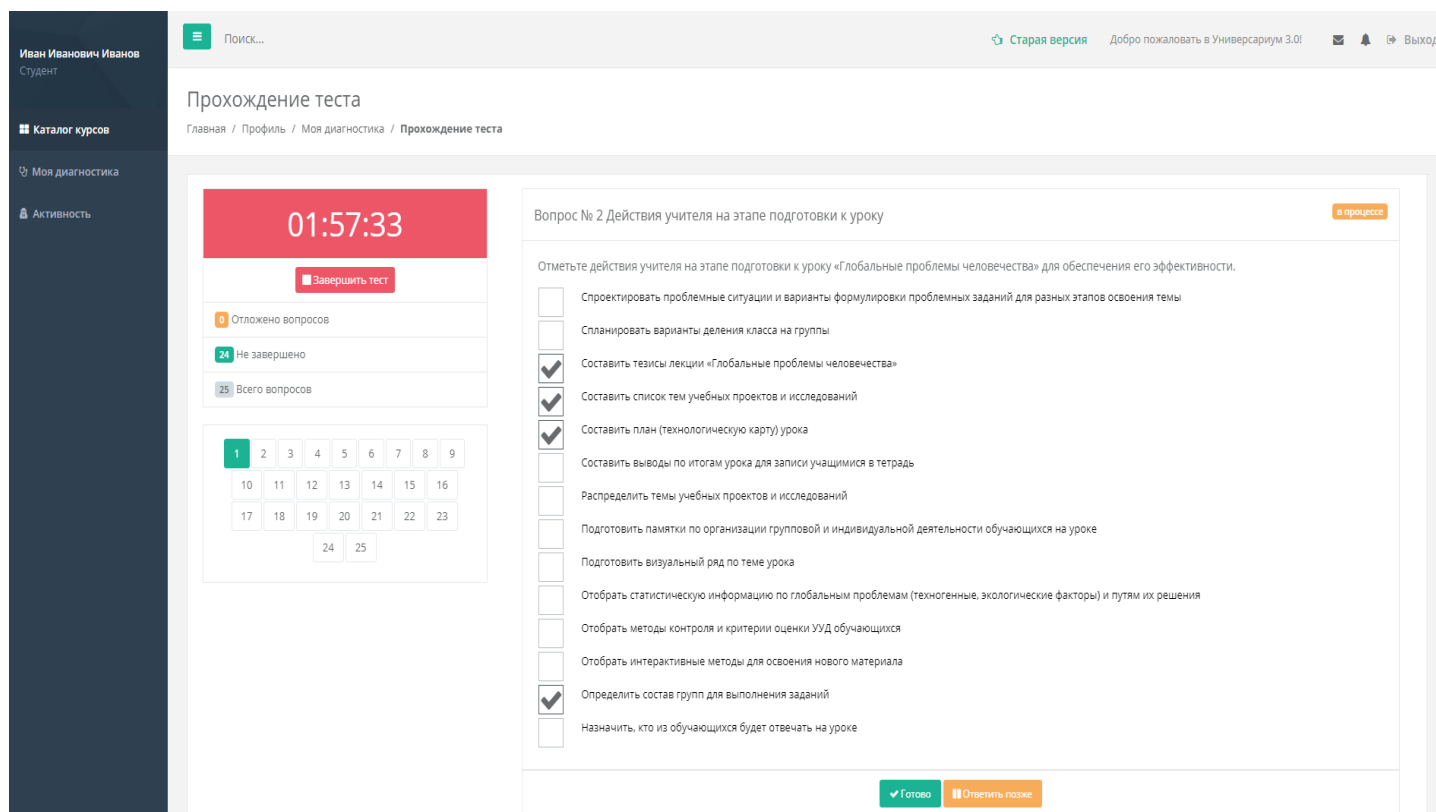 Иван Иванович Иванов
Студент
Каталог курсов
Моя диагностика
Активность
Поиск...
Старая версия
Добро пожаловать в Универсариум 3.0!
Выход
Прохождение теста
Главная / Профиль / Моя диагностика / Прохождение теста
01:57:33
Завершить тест
0 Отложено вопросов
24 Не завершено
25 Всего вопросов
1 2 3 4 5 6 7 8 9
10 11 12 13 14 15 16
17 18 19 20 21 22 23
24 25
Вопрос № 2 Действия учителя на этапе подготовки к уроку
в процессе
Отметьте действия учителя на этапе подготовки к уроку «Глобальные проблемы человечества» для обеспечения его эффективности.
Спроектировать проблемные ситуации и варианты формулировки проблемных заданий для разных этапов освоения темы
Спланировать варианты деления класса на группы
Составить тезисы лекции «Глобальные проблемы человечества»
Составить список тем учебных проектов и исследований
Составить план (технологическую карту) урока
Составить выводы по итогам урока для записи учащимися в тетрадь
Распределить темы учебных проектов и исследований
Подготовить памятки по организации групповой и индивидуальной деятельности обучающихся на уроке
Подготовить визуальный ряд по теме урока
Отобрать статистическую информацию по глобальным проблемам (техногенные, экологические факторы) и путям их решения
Отобрать методы контроля и критерии оценки УУД обучающихся
Отобрать интерактивные методы для освоения нового материала
Определить состав групп для выполнения заданий
Назначить, кто из обучающихся будет отвечать на уроке
Готово
Ответить позже